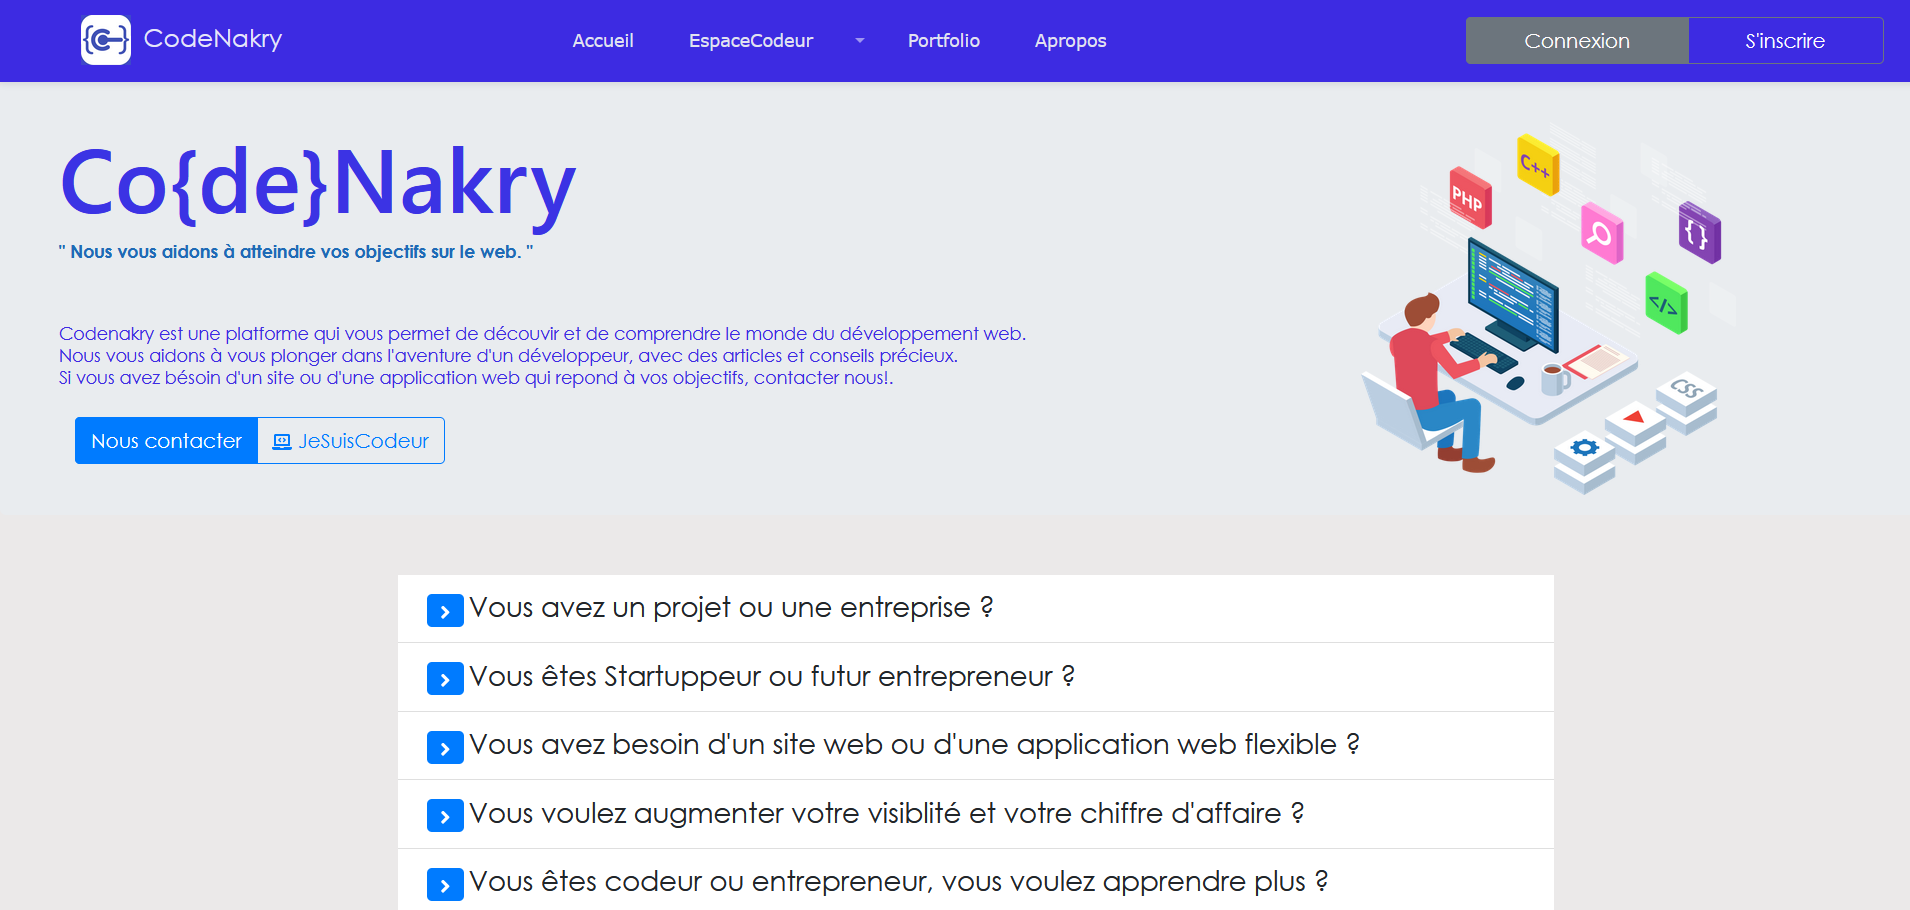 CodeNakry
Accueil
EspaceCodeur
Portfolio
Apropos
Connexion
S'inscrire
Co{de}Nakry
" Nous vous aidons à atteindre vos objectifs sur le web. "
Codenakry est une platforme qui vous permet de découvir et de comprendre le monde du développement web.
Nous vous aidons à vous plonger dans l'aventure d'un développeur, avec des articles et conseils précieux.
Si vous avez bésoin d'un site ou d'une application web qui repond à vos objectifs, contacter nous!.
Nous contacter
JeSuisCodeur
C++
PHP
{}
</>
CSS
Vous avez un projet ou une entreprise ?
Vous êtes Startuppeur ou futur entrepreneur ?
Vous avez besoin d'un site web ou d'une application web flexible ?
Vous voulez augmenter votre visiblité et votre chiffre d'affaire ?
Vous êtes codeur ou entrepreneur, vous voulez apprendre plus ?